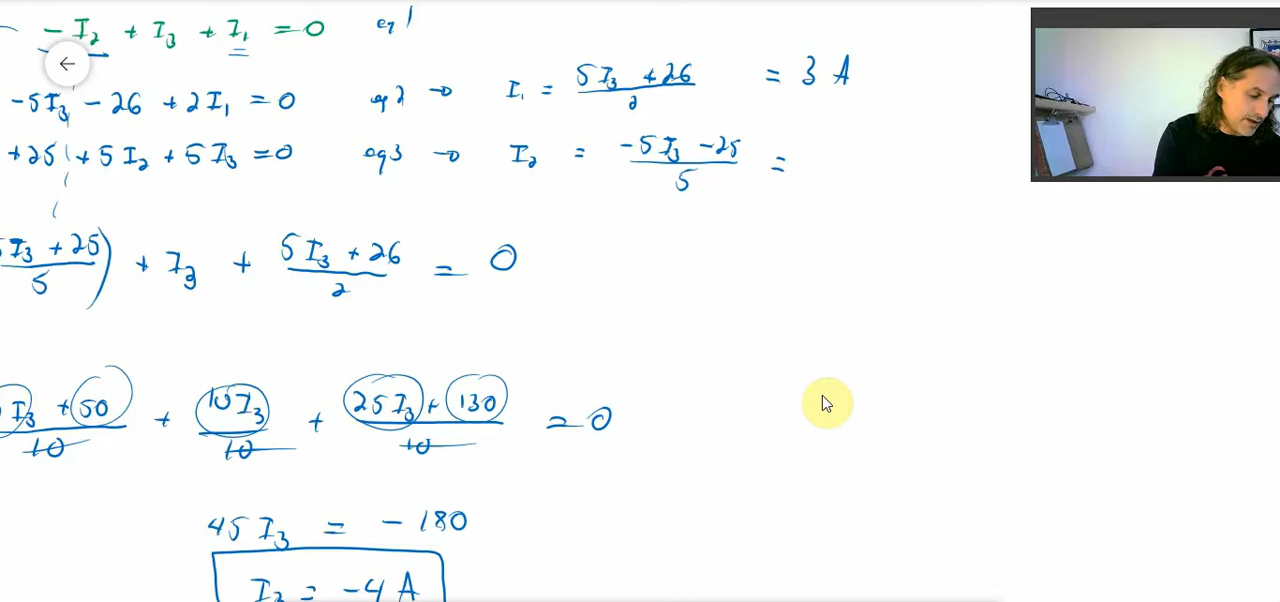 -I₂ + I₃ + I₁ = 0 eq 1
-5I₃ - 26 + 2I₁ = 0 eq 2 → I₁ = (5I₃ + 26)/2 = 3 A
+25 + 5I₂ + 5I₃ = 0 eq 3 → I₂ = (-5I₃ - 25)/5 =
I₃ + 25)/5) + I₃ + (5I₃ + 26)/2 = 0
I₃ + 50)/10 + 10I₃/10 + (25I₃ + 130)/10 = 0
45 I₃ = - 180
I₃ = -4 A